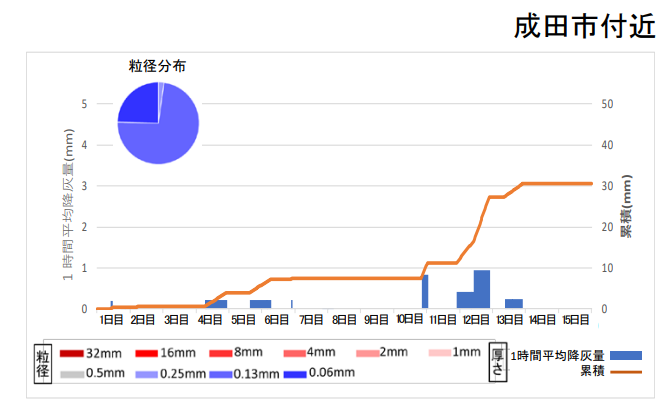 成田市付近
粒径分布
1時間平均降灰量(mm)
5
4
3
2
1
0
50
40
30
20
10
0
累積(mm)
1日目 2日目 3日目 4日目 5日目 6日目 7日目 8日目 9日目 10日目 11日目 12日目 13日目 14日目 15日目
粒径
32mm 16mm 8mm 4mm 2mm 1mm
0.5mm 0.25mm 0.13mm 0.06mm
厚さ
1時間平均降灰量
累積